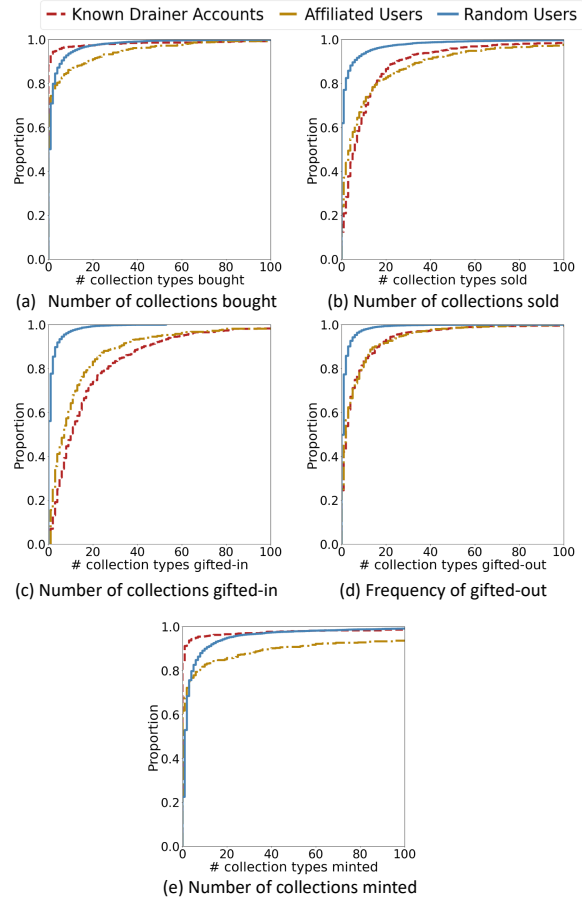 Known Drainer Accounts Affiliated Users Random Users
1.0
0.8
0.6
0.4
0.2
0.0
Proportion
0 20 40 60 80 100
# collection types bought
(a) Number of collections bought
1.0
0.8
0.6
0.4
0.2
0.0
Proportion
0 20 40 60 80 100
# collection types sold
(b) Number of collections sold
1.0
0.8
0.6
0.4
0.2
0.0
Proportion
0 20 40 60 80 100
# collection types gifted-in
(c) Number of collections gifted-in
1.0
0.8
0.6
0.4
0.2
0.0
Proportion
0 20 40 60 80 100
# collection types gifted-out
(d) Frequency of gifted-out
1.0
0.8
0.6
0.4
0.2
0.0
Proportion
0 20 40 60 80 100
# collection types minted
(e) Number of collections minted